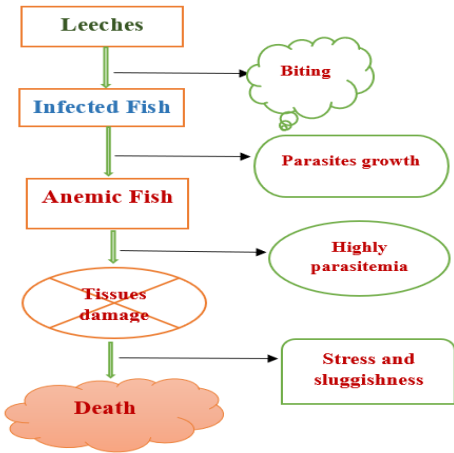 Leeches
Biting
Infected Fish
Parasites growth
Anemic Fish
Highly
parasitemia
Tissues
damage
Stress and
sluggishness
Death